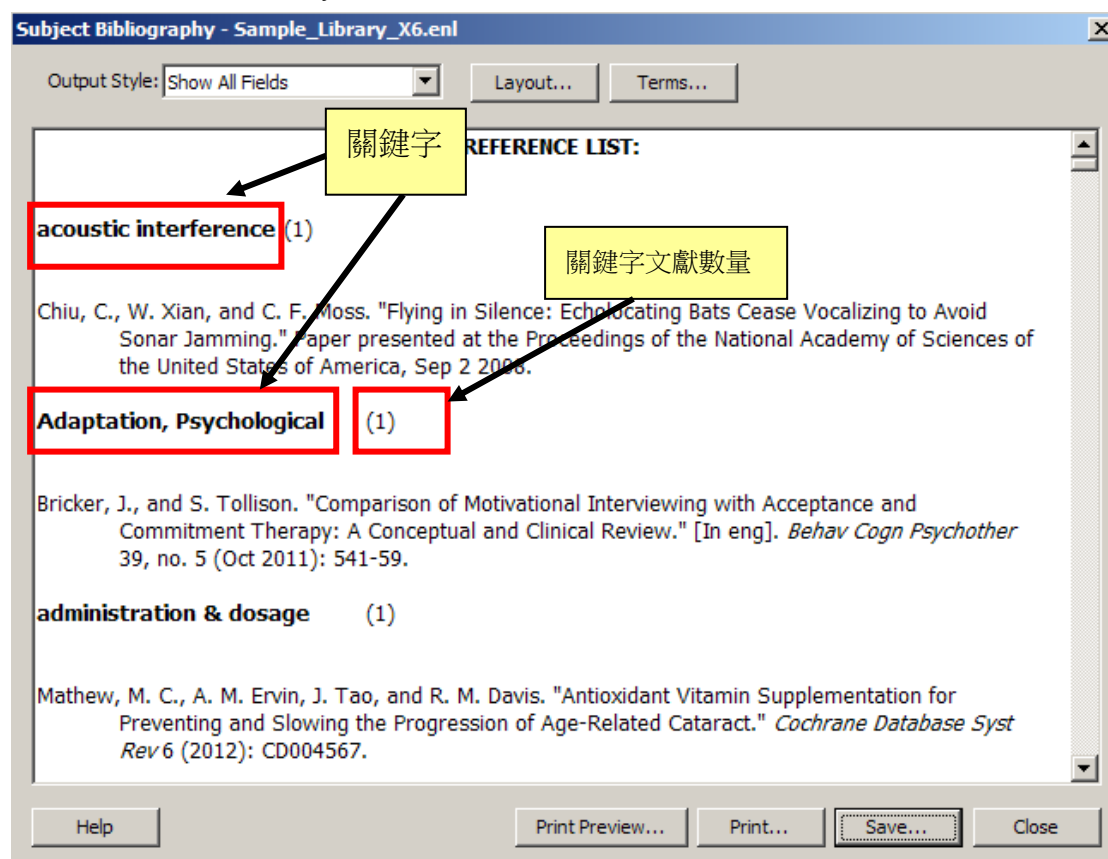 Subject Bibliography - Sample_Library_X6.enl
Output Style: Show All Fields Layout... Terms...
關鍵字
REFERENCE LIST:
acoustic interference (1)
關鍵字文獻數量
Chiu, C., W. Xian, and C. F. Moss. "Flying in Silence: Echolocating Bats Cease Vocalizing to Avoid
Sonar Jamming." Paper presented at the Proceedings of the National Academy of Sciences of
the United States of America, Sep 2 2008.
Adaptation, Psychological (1)
Bricker, J., and S. Tollison. "Comparison of Motivational Interviewing with Acceptance and
Commitment Therapy: A Conceptual and Clinical Review." [In eng]. Behav Cogn Psychother
39, no. 5 (Oct 2011): 541-59.
administration & dosage (1)
Mathew, M. C., A. M. Ervin, J. Tao, and R. M. Davis. "Antioxidant Vitamin Supplementation for
Preventing and Slowing the Progression of Age-Related Cataract." Cochrane Database Syst
Rev 6 (2012): CD004567.
Help Print Preview... Print... Save... Close